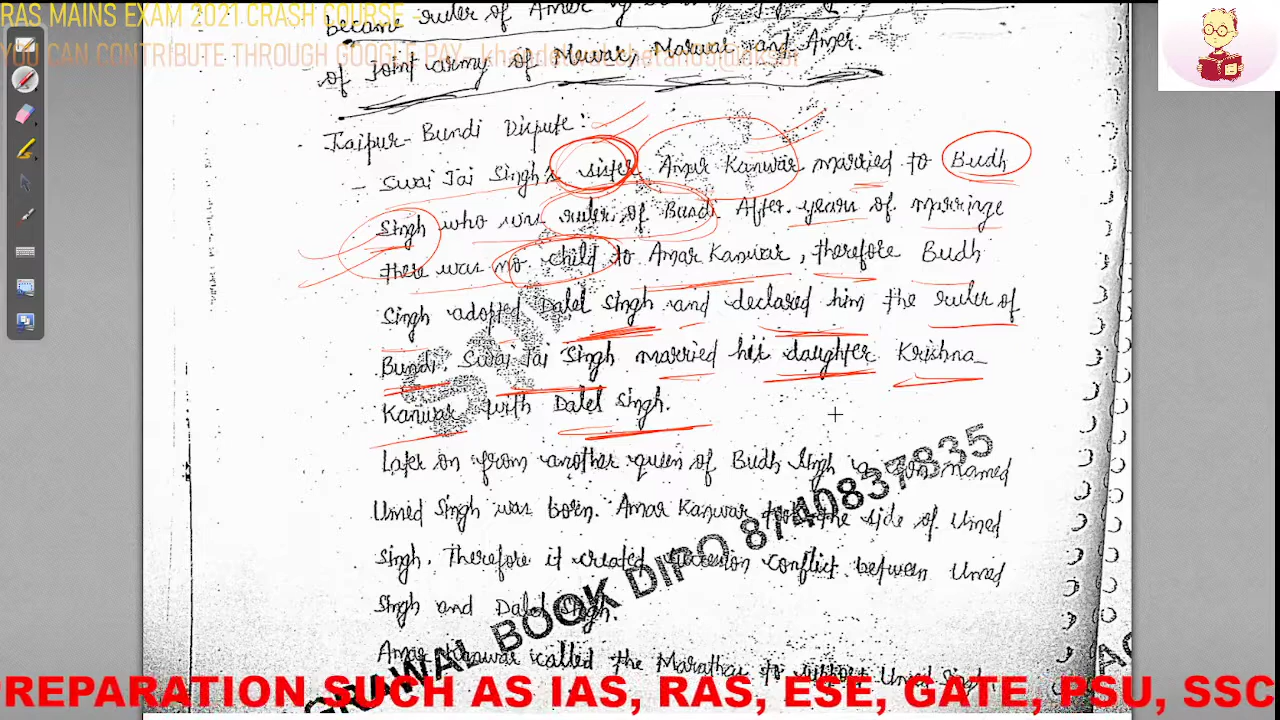 RAS MAINS EXAM 2021 CRASH COURSE -
became ruler of Amer by
YOU CAN CONTRIBUTE THROUGH GOOGLE PAY -
of Joint army of Mewar, Marwar and Amer.
Jaipur - Bundi Dispute :
- Swai Jai Singh's sister Amar Kanwar married to Budh
Singh who was ruler of Bundi. After years of marriage
there was no child to Amar Kanwar, therefore Budh
Singh adopted Dalel Singh and declared him the ruler of
Bundi. Swai Jai Singh married his daughter Krishna
Kanwar with Dalel Singh.
Later on from another queen of Budh Singh a son named
Umed Singh was born. Amar Kanwar took the side of Umed
Singh. Therefore it created succession conflict between Umed
Singh and Dalel Singh.
Amar Kanwar called the Marathas to support Umed Singh
AGRAWAL BOOK DIPO 8740837835
REPARATION SUCH AS IAS, RAS, ESE, GATE, PSU, SSC